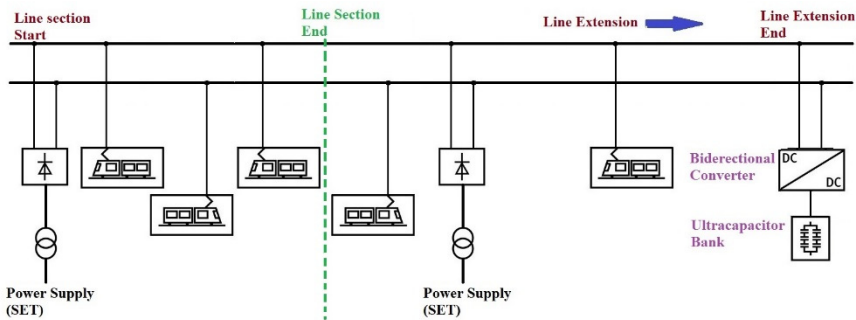 Line section
Start
Line Section
End
Line Extension
Line Extension
End
DC
DC
Biderectional
Converter
Ultracapacitor
Bank
Power Supply
(SET)
Power Supply
(SET)